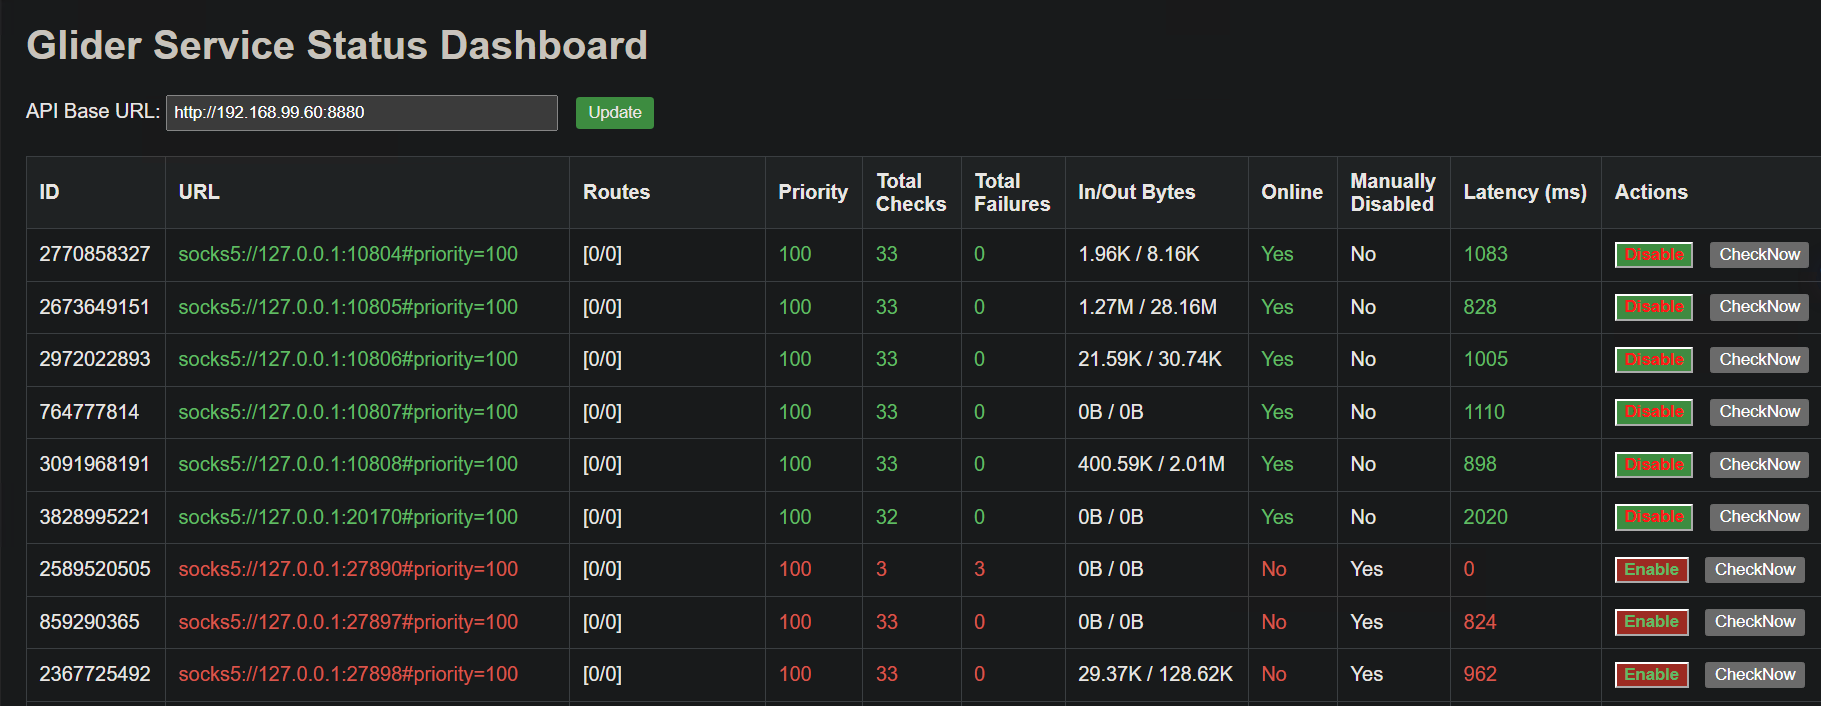 Glider Service Status Dashboard
API Base URL: http://192.168.99.60:8880 Update
ID URL Routes Priority Total Checks Total Failures In/Out Bytes Online Manually Disabled Latency (ms) Actions
2770858327 socks5://127.0.0.1:10804#priority=100 [0/0] 100 33 0 1.96K / 8.16K Yes No 1083 Disable CheckNow
2673649151 socks5://127.0.0.1:10805#priority=100 [0/0] 100 33 0 1.27M / 28.16M Yes No 828 Disable CheckNow
2972022893 socks5://127.0.0.1:10806#priority=100 [0/0] 100 33 0 21.59K / 30.74K Yes No 1005 Disable CheckNow
764777814 socks5://127.0.0.1:10807#priority=100 [0/0] 100 33 0 0B / 0B Yes No 1110 Disable CheckNow
3091968191 socks5://127.0.0.1:10808#priority=100 [0/0] 100 33 0 400.59K / 2.01M Yes No 898 Disable CheckNow
3828995221 socks5://127.0.0.1:20170#priority=100 [0/0] 100 32 0 0B / 0B Yes No 2020 Disable CheckNow
2589520505 socks5://127.0.0.1:27890#priority=100 [0/0] 100 3 3 0B / 0B No Yes 0 Enable CheckNow
859290365 socks5://127.0.0.1:27897#priority=100 [0/0] 100 33 0 0B / 0B No Yes 824 Enable CheckNow
2367725492 socks5://127.0.0.1:27898#priority=100 [0/0] 100 33 0 29.37K / 128.62K No Yes 962 Enable CheckNow